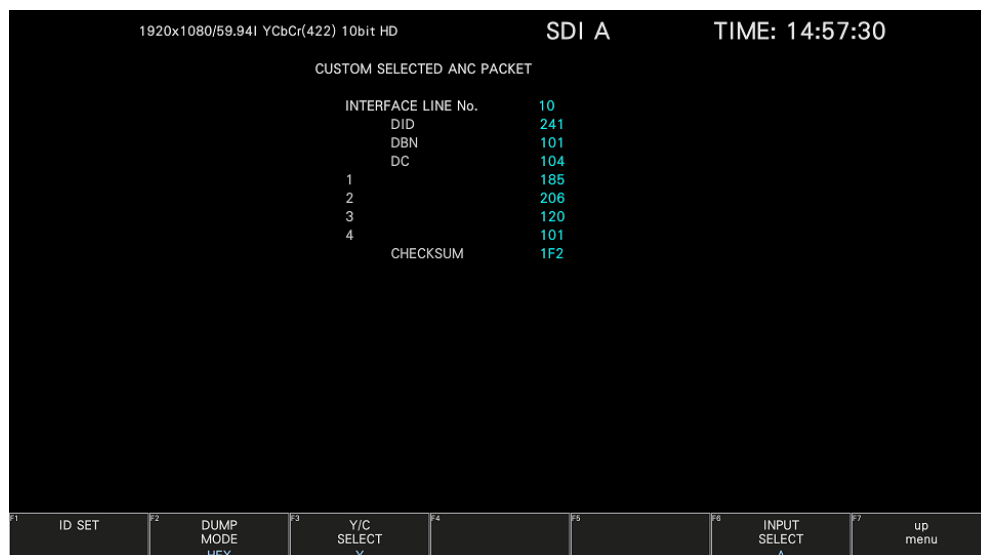 1920x1080/59.94I YCbCr(422) 10bit HD SDI A TIME: 14:57:30
CUSTOM SELECTED ANC PACKET
INTERFACE LINE No. 10
DID 241
DBN 101
DC 104
1 185
2 206
3 120
4 101
CHECKSUM 1F2
F1 ID SET
F2 DUMP
MODE
HEX
F3 Y/C
SELECT
Y
F4
F5
F6 INPUT
SELECT
A
F7 up
menu